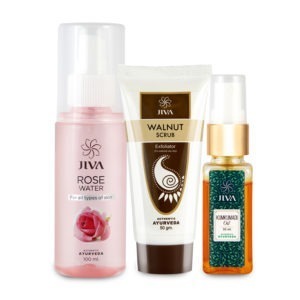 JIVA
ROSE
WATER
For all types of skin
AUTHENTIC
AYURVEDA
100 ml
JIVA
WALNUT
SCRUB
Exfoliator
AUTHENTIC
AYURVEDA
50 gm
JIVA
KUMKUMADI
Oil
AUTHENTIC
AYURVEDA